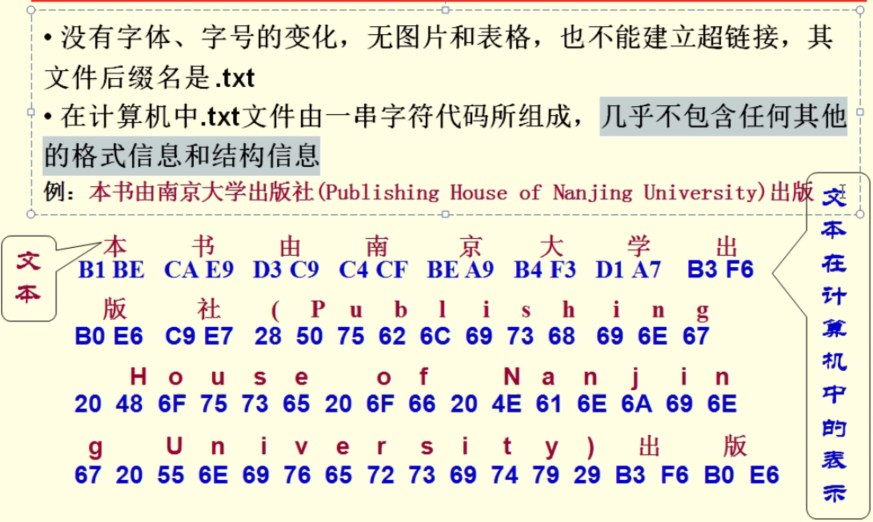 • 没有字体、字号的变化，无图片和表格，也不能建立超链接，其
文件后缀名是.txt
• 在计算机中.txt文件由一串字符代码所组成，几乎不包含任何其他
的格式信息和结构信息
例：本书由南京大学出版社(Publishing House of Nanjing University)出版
文本
本 书 由 南 京 大 学 出
B1 BE CA E9 D3 C9 C4 CF BE A9 B4 F3 D1 A7 B3 F6
版 社 ( P u b l i s h i n g
B0 E6 C9 E7 28 50 75 62 6C 69 73 68 69 6E 67
H o u s e o f N a n j i n
20 48 6F 75 73 65 20 6F 66 20 4E 61 6E 6A 69 6E
g U n i v e r s i t y ) 出 版
67 20 55 6E 69 76 65 72 73 69 74 79 29 B3 F6 B0 E6
文本在计算机中的表示